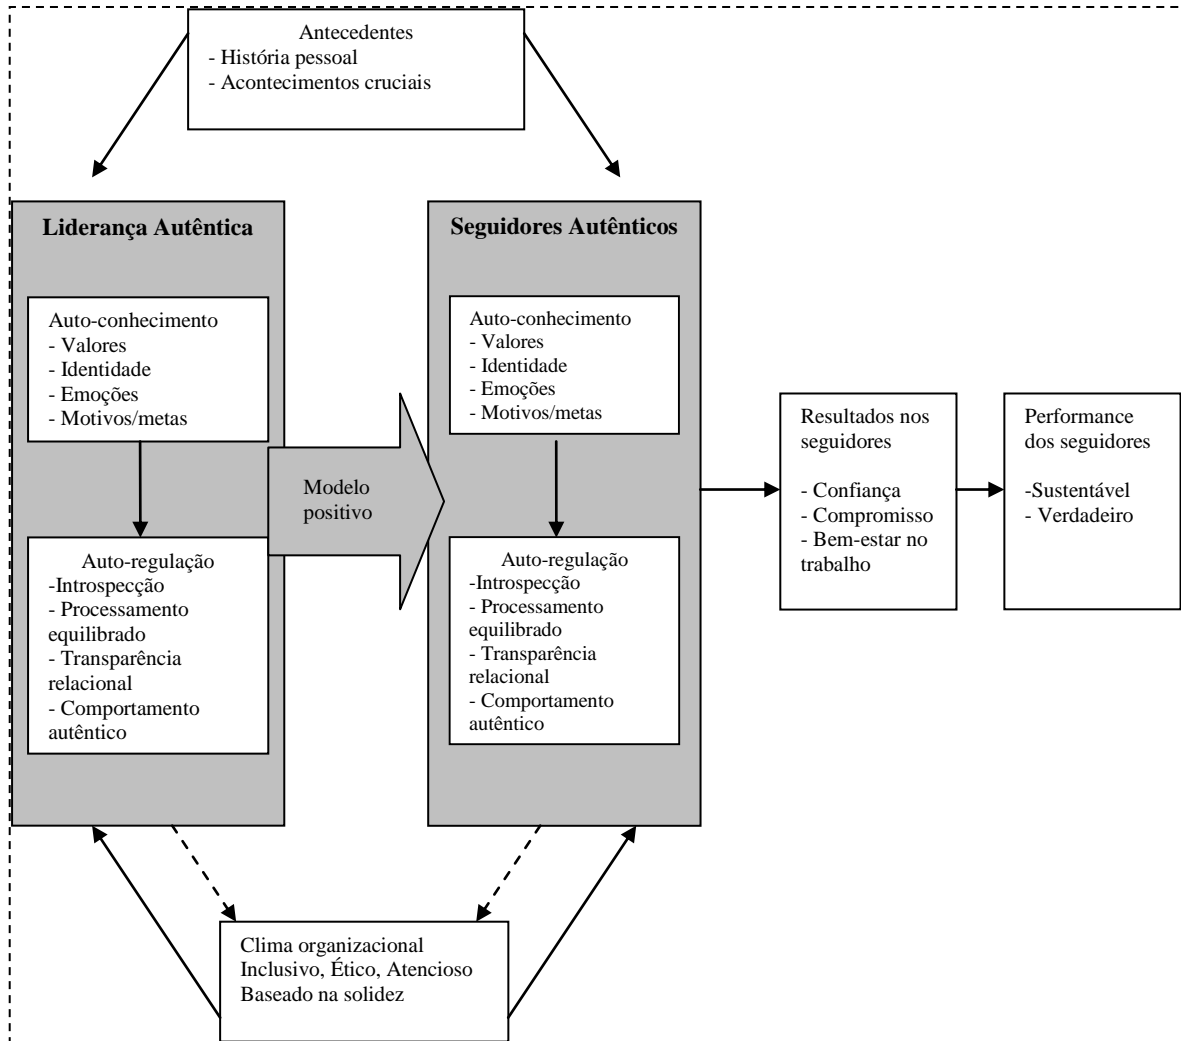 Antecedentes
- História pessoal
- Acontecimentos cruciais
Liderança Autêntica
Auto-conhecimento
- Valores
- Identidade
- Emoções
- Motivos/metas
Auto-regulação
-Introspecção
- Processamento
equilibrado
- Transparência
relacional
- Comportamento
autêntico
Modelo
positivo
Seguidores Autênticos
Auto-conhecimento
- Valores
- Identidade
- Emoções
- Motivos/metas
Auto-regulação
-Introspecção
- Processamento
equilibrado
- Transparência
relacional
- Comportamento
autêntico
Resultados nos
seguidores
- Confiança
- Compromisso
- Bem-estar no
trabalho
Performance
dos seguidores
-Sustentável
- Verdadeiro
Clima organizacional
Inclusivo, Ético, Atencioso
Baseado na solidez